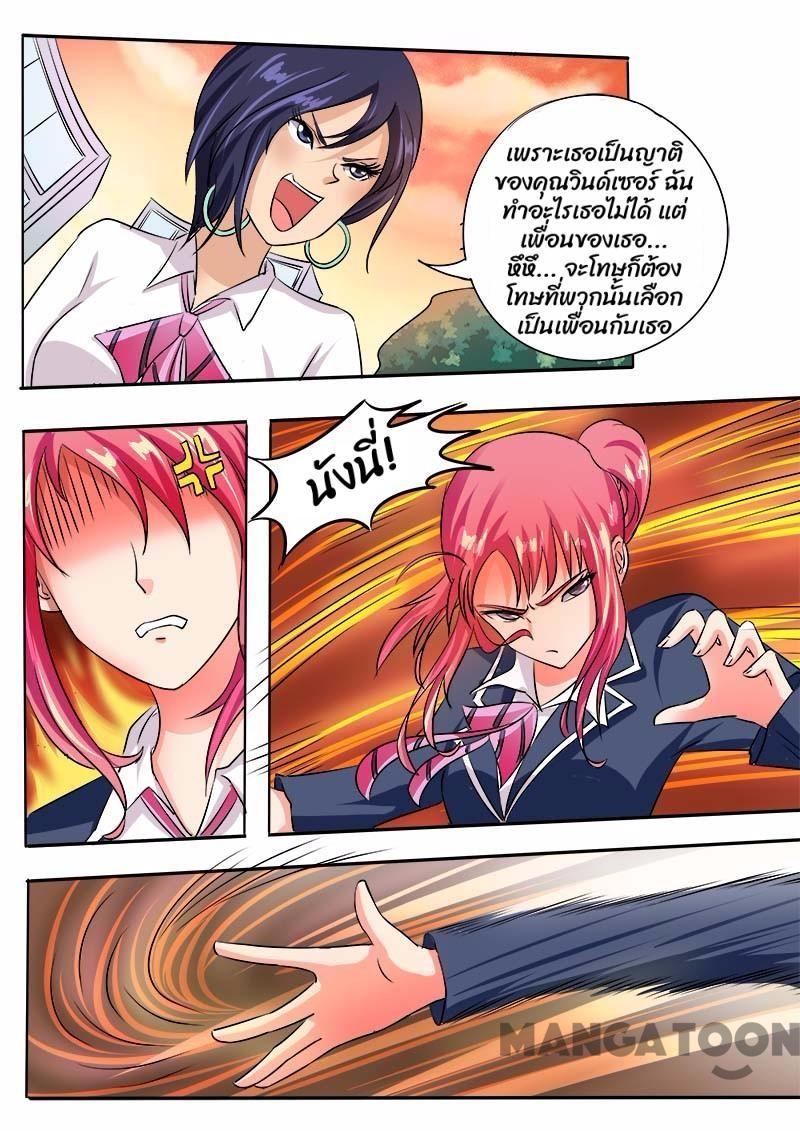 เพราะเธอเป็นญาติ
ของคุณวินด์เซอร์ ฉัน
ทำอะไรเธอไม่ได้ แต่
เพื่อนของเธอ...
หึหึ... จะโทษก็ต้อง
โทษที่พวกนั้นเลือก
เป็นเพื่อนกับเธอ
นังนี่!
MANGATOON